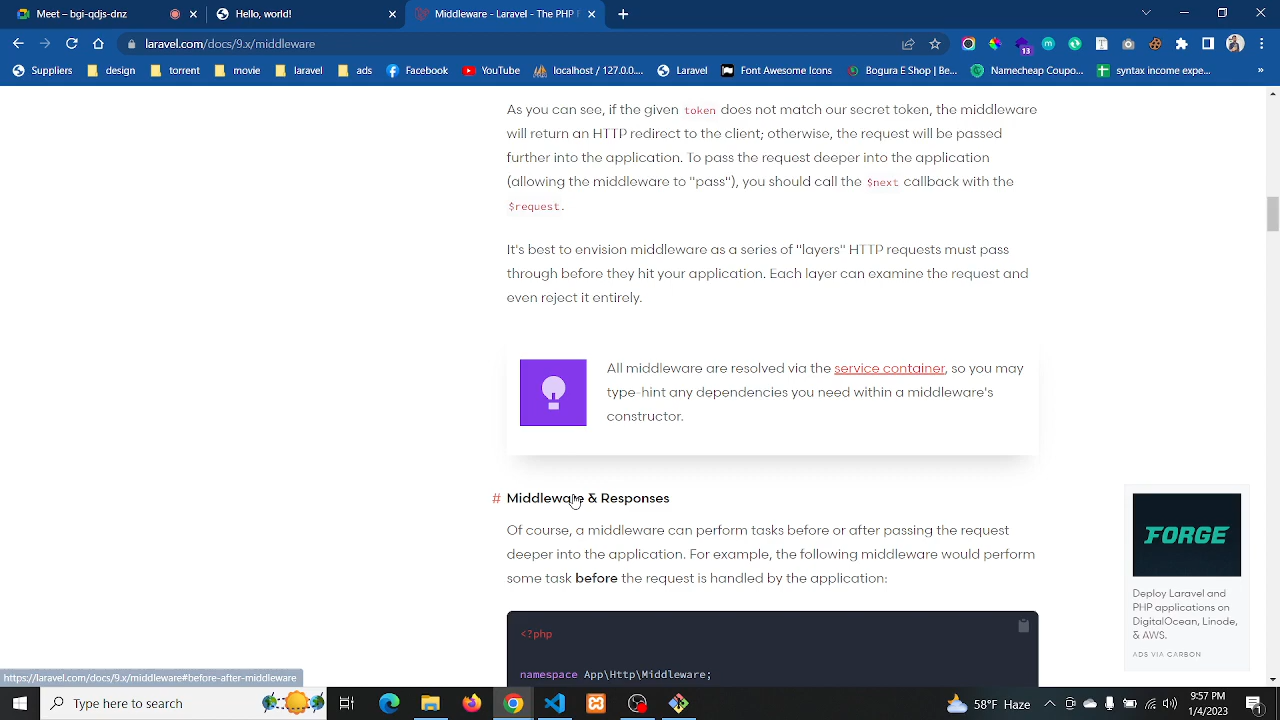 Meet – bgi-qjds-dnz
Hello, world!
Middleware - Laravel - The PHP F
laravel.com/docs/9.x/middleware
13
Suppliers
design
torrent
movie
laravel
ads
Facebook
YouTube
localhost / 127.0.0....
Laravel
Font Awesome Icons
Bogura E Shop | Be...
Namecheap Coupo...
syntax income expe...
»
As you can see, if the given token does not match our secret token, the middleware
will return an HTTP redirect to the client; otherwise, the request will be passed
further into the application. To pass the request deeper into the application
(allowing the middleware to "pass"), you should call the $next callback with the
$request.
It's best to envision middleware as a series of "layers" HTTP requests must pass
through before they hit your application. Each layer can examine the request and
even reject it entirely.
All middleware are resolved via the service container, so you may
type-hint any dependencies you need within a middleware's
constructor.
# Middleware & Responses
Of course, a middleware can perform tasks before or after passing the request
deeper into the application. For example, the following middleware would perform
some task before the request is handled by the application:
<?php
namespace App\Http\Middleware;
FORGE
Deploy Laravel and
PHP applications on
DigitalOcean, Linode,
& AWS.
ADS VIA CARBON
https://laravel.com/docs/9.x/middleware#before-after-middleware
Type here to search
58°F Haze
9:57 PM
1/4/2023